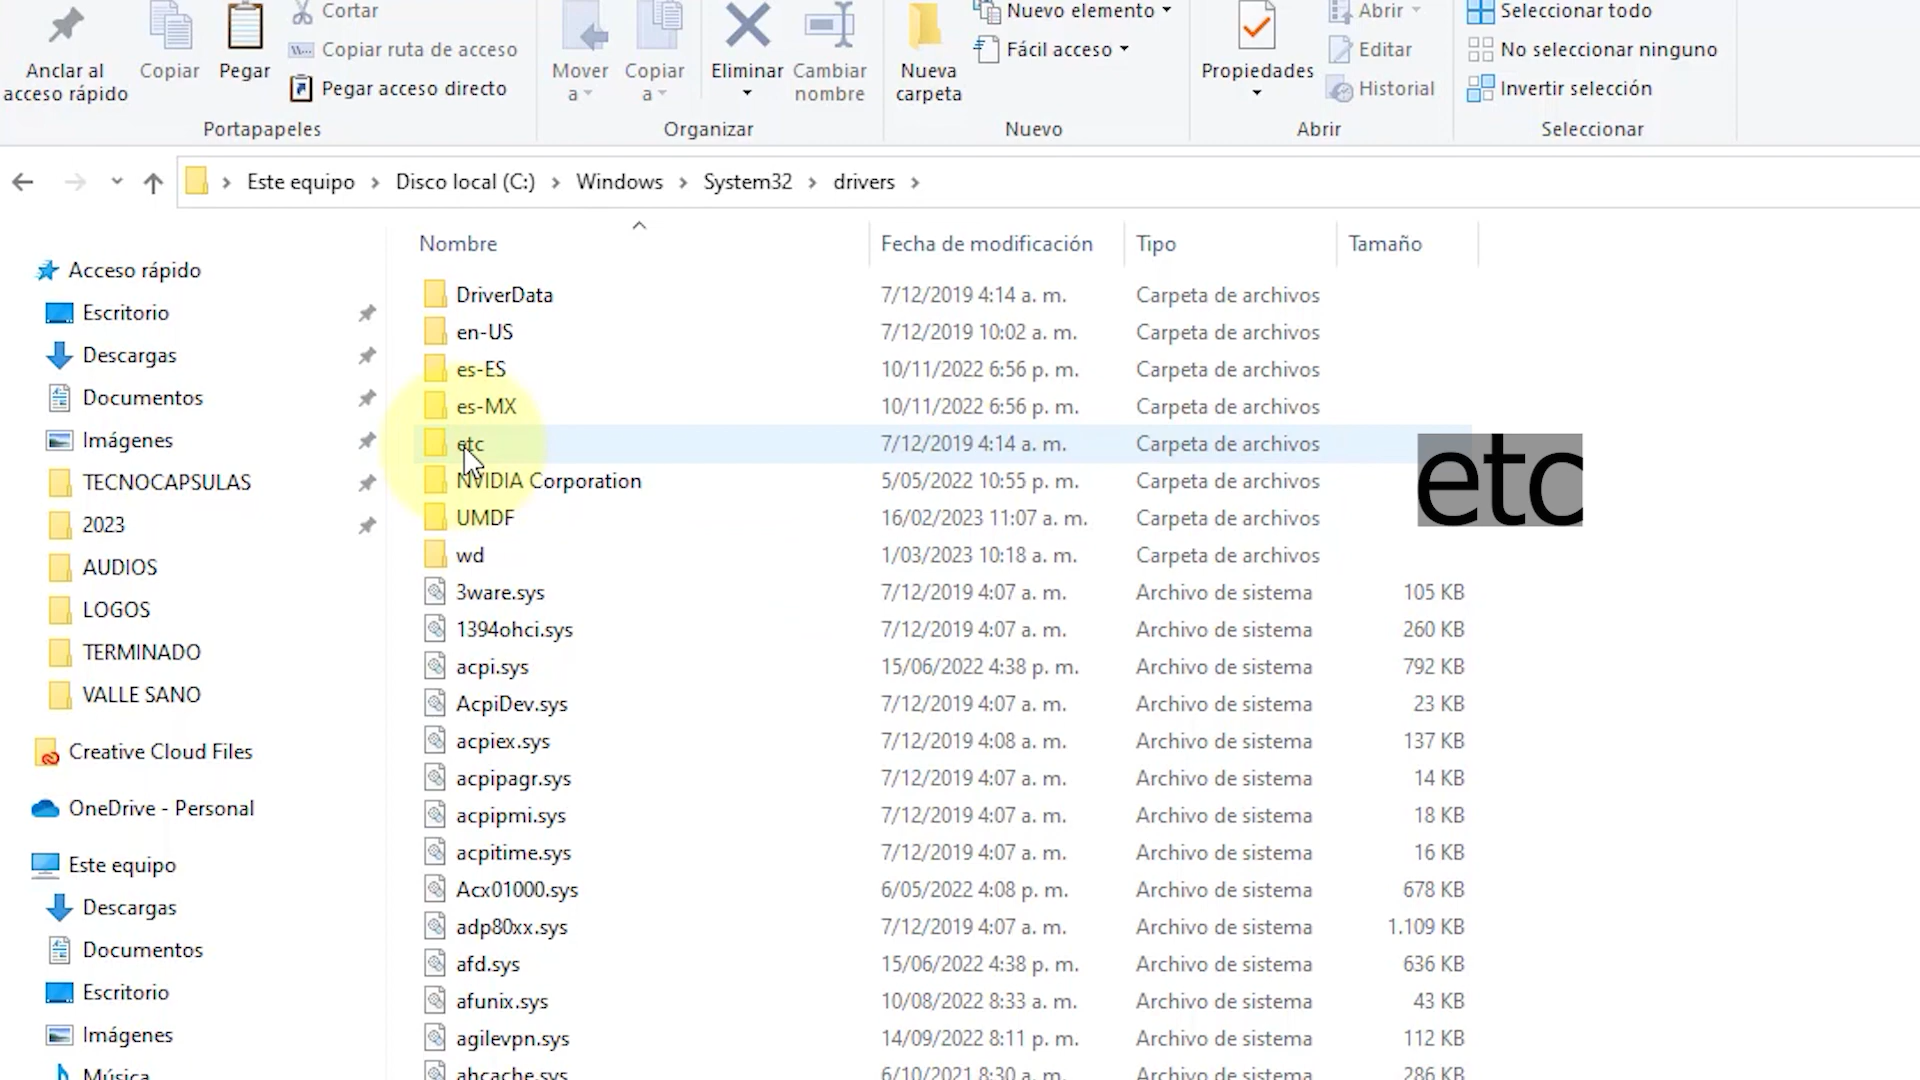 Cortar
Copiar ruta de acceso
Pegar acceso directo
Anclar al
acceso rápido
Copiar
Pegar
Portapapeles
Mover
a
Copiar
a
Eliminar
Cambiar
nombre
Organizar
Nueva
carpeta
Nuevo elemento
Fácil acceso
Nuevo
Propiedades
Abrir
Editar
Historial
Abrir
Seleccionar todo
No seleccionar ninguno
Invertir selección
Seleccionar
Este equipo > Disco local (C:) > Windows > System32 > drivers >
Acceso rápido
Escritorio
Descargas
Documentos
Imágenes
TECNOCAPSULAS
2023
AUDIOS
LOGOS
TERMINADO
VALLE SANO
Creative Cloud Files
OneDrive - Personal
Este equipo
Descargas
Documentos
Escritorio
Imágenes
Música
Nombre Fecha de modificación Tipo Tamaño
DriverData 7/12/2019 4:14 a. m. Carpeta de archivos
en-US 7/12/2019 10:02 a. m. Carpeta de archivos
es-ES 10/11/2022 6:56 p. m. Carpeta de archivos
es-MX 10/11/2022 6:56 p. m. Carpeta de archivos
etc 7/12/2019 4:14 a. m. Carpeta de archivos
NVIDIA Corporation 5/05/2022 10:55 p. m. Carpeta de archivos
UMDF 16/02/2023 11:07 a. m. Carpeta de archivos
wd 1/03/2023 10:18 a. m. Carpeta de archivos
3ware.sys 7/12/2019 4:07 a. m. Archivo de sistema 105 KB
1394ohci.sys 7/12/2019 4:07 a. m. Archivo de sistema 260 KB
acpi.sys 15/06/2022 4:38 p. m. Archivo de sistema 792 KB
AcpiDev.sys 7/12/2019 4:07 a. m. Archivo de sistema 23 KB
acpiex.sys 7/12/2019 4:08 a. m. Archivo de sistema 137 KB
acpipagr.sys 7/12/2019 4:07 a. m. Archivo de sistema 14 KB
acpipmi.sys 7/12/2019 4:07 a. m. Archivo de sistema 18 KB
acpitime.sys 7/12/2019 4:07 a. m. Archivo de sistema 16 KB
Acx01000.sys 6/05/2022 4:08 p. m. Archivo de sistema 678 KB
adp80xx.sys 7/12/2019 4:07 a. m. Archivo de sistema 1.109 KB
afd.sys 15/06/2022 4:38 p. m. Archivo de sistema 636 KB
afunix.sys 10/08/2022 8:33 a. m. Archivo de sistema 43 KB
agilevpn.sys 14/09/2022 8:11 p. m. Archivo de sistema 112 KB
ahcache.sys 6/10/2021 8:30 a. m. Archivo de sistema 286 KB
etc